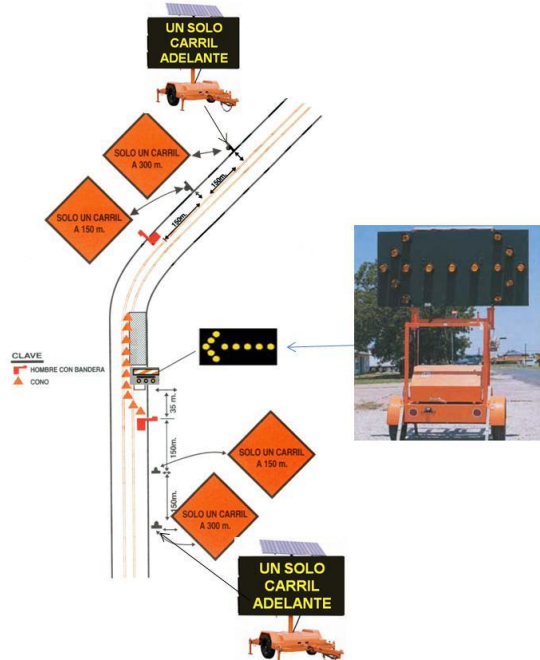 UN SOLO
CARRIL
ADELANTE
SOLO UN CARRIL
A 300 m.
SOLO UN CARRIL
A 150 m.
150m.
150m.
CLAVE
HOMBRE CON BANDERA
CONO
35 m.
150m.
SOLO UN CARRIL
A 150 m.
150m.
SOLO UN CARRIL
A 300 m.
UN SOLO
CARRIL
ADELANTE